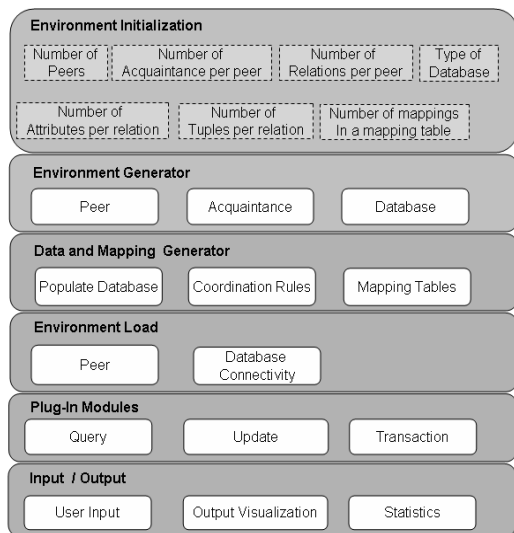 Environment Initialization
Number of
Peers
Number of
Acquaintance per peer
Number of
Relations per peer
Type of
Database
Number of
Attributes per relation
Number of
Tuples per relation
Number of mappings
In a mapping table
Environment Generator
Peer
Acquaintance
Database
Data and Mapping Generator
Populate Database
Coordination Rules
Mapping Tables
Environment Load
Peer
Database
Connectivity
Plug-In Modules
Query
Update
Transaction
Input / Output
User Input
Output Visualization
Statistics